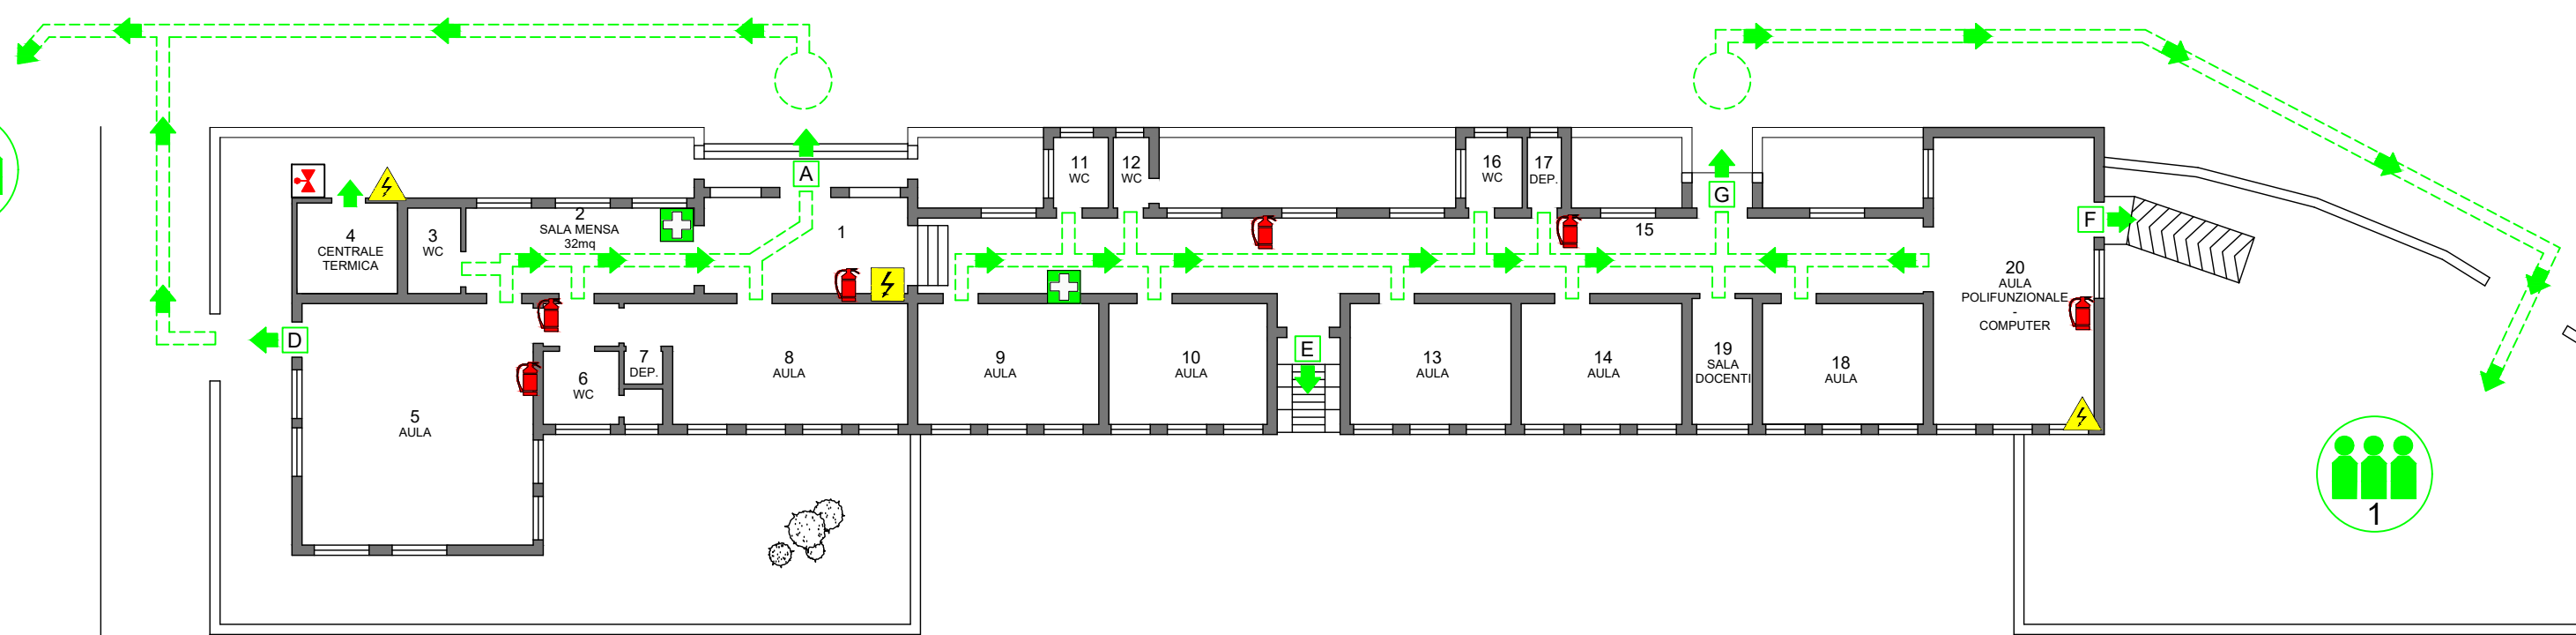 A
G
F
D
E
1
2
SALA MENSA
32mq
3
WC
4
CENTRALE
TERMICA
5
AULA
6
WC
7
DEP.
8
AULA
9
AULA
10
AULA
11
WC
12
WC
13
AULA
14
AULA
15
16
WC
17
DEP.
18
AULA
19
SALA
DOCENTI
20
AULA
POLIFUNZIONALE
-
COMPUTER
1